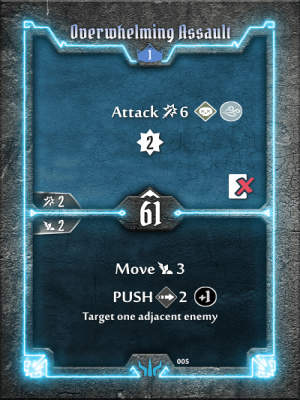 Overwhelming Assault
1
Attack 6
2
2
61
2
Move 3
PUSH 2 +1
Target one adjacent enemy
005